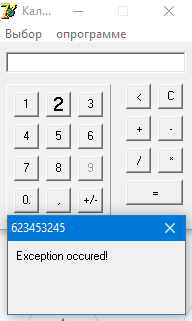 Кал...
Выбор опрограмме
1 2 3 < C
4 5 6 + -
7 8 9 / *
0. , +/- =
623453245
Exception occured!